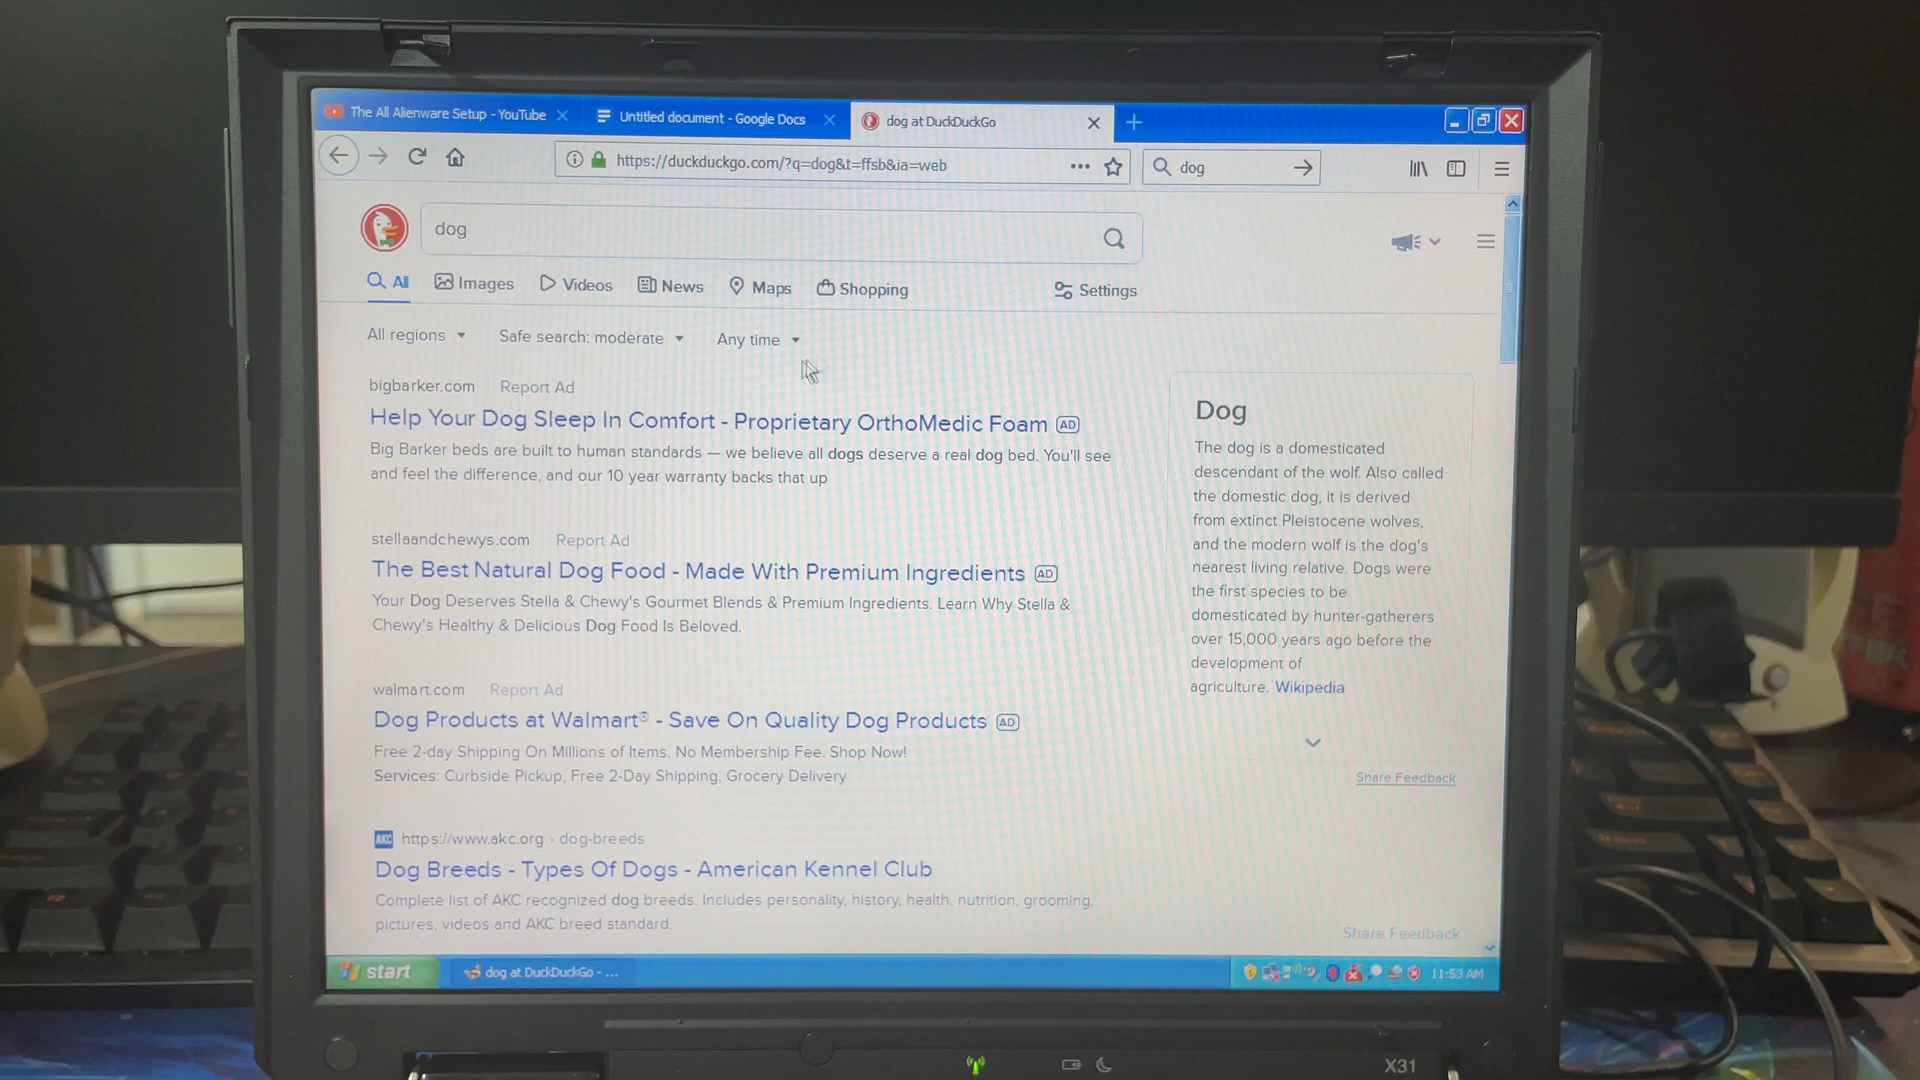 The All Alienware Setup - YouTube
Untitled document - Google Docs
dog at DuckDuckGo
https://duckduckgo.com/?q=dog&t=ffsb&ia=web
dog
dog
All
Images
Videos
News
Maps
Shopping
Settings
All regions
Safe search: moderate
Any time
bigbarker.com Report Ad
Help Your Dog Sleep In Comfort - Proprietary OrthoMedic Foam AD
Big Barker beds are built to human standards — we believe all dogs deserve a real dog bed. You'll see
and feel the difference, and our 10 year warranty backs that up
stellaandchewys.com Report Ad
The Best Natural Dog Food - Made With Premium Ingredients AD
Your Dog Deserves Stella & Chewy's Gourmet Blends & Premium Ingredients. Learn Why Stella &
Chewy's Healthy & Delicious Dog Food Is Beloved.
walmart.com Report Ad
Dog Products at Walmart® - Save On Quality Dog Products AD
Free 2-day Shipping On Millions of Items. No Membership Fee. Shop Now!
Services: Curbside Pickup, Free 2-Day Shipping, Grocery Delivery
AKC https://www.akc.org › dog-breeds
Dog Breeds - Types Of Dogs - American Kennel Club
Complete list of AKC recognized dog breeds. Includes personality, history, health, nutrition, grooming,
pictures, videos and AKC breed standard.
Dog
The dog is a domesticated
descendant of the wolf. Also called
the domestic dog, it is derived
from extinct Pleistocene wolves,
and the modern wolf is the dog's
nearest living relative. Dogs were
the first species to be
domesticated by hunter-gatherers
over 15,000 years ago before the
development of
agriculture. Wikipedia
Share Feedback
Share Feedback
start
dog at DuckDuckGo - ...
11:53 AM
X31